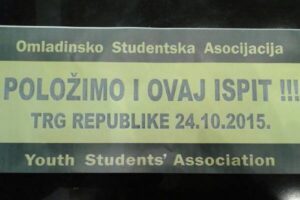 Omladinsko Studentska Asocijacija
POLOŽIMO I OVAJ ISPIT !!!
TRG REPUBLIKE 24.10.2015.
Youth Students' Association